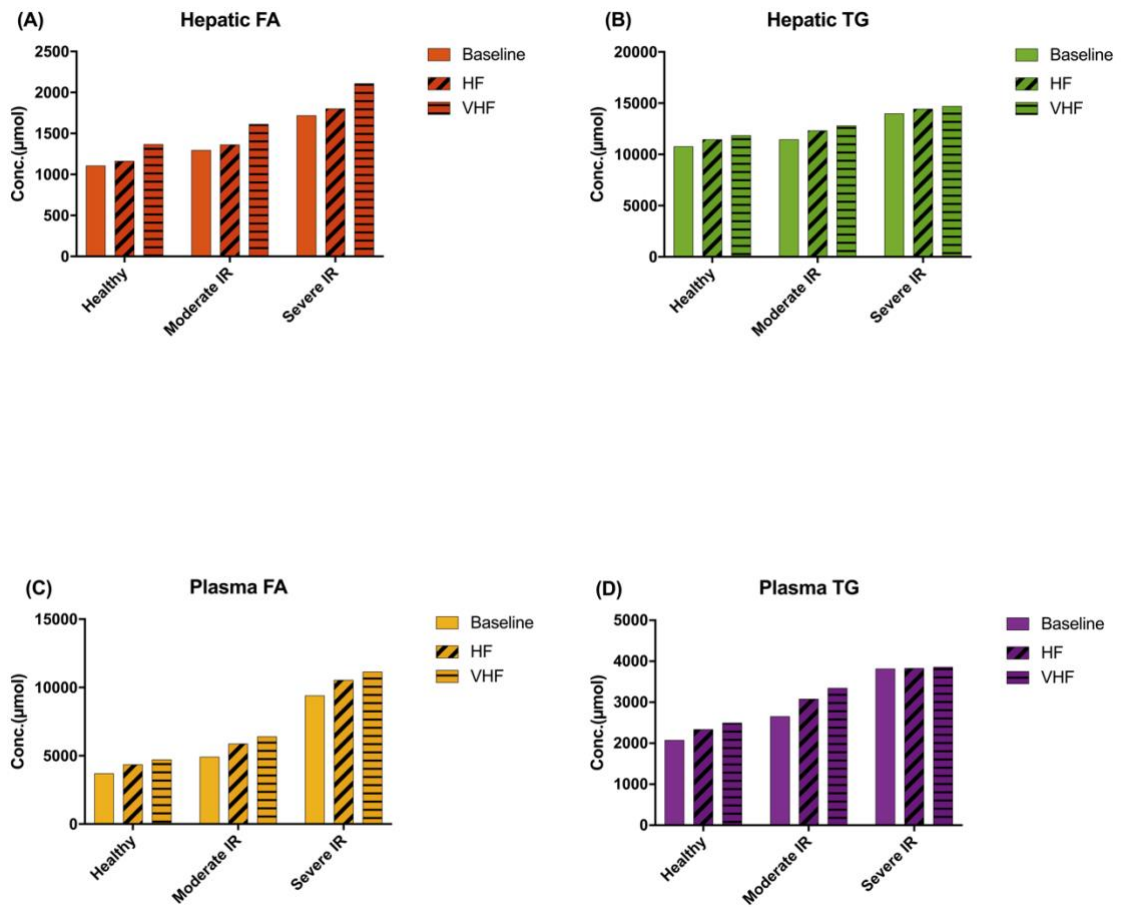 (A)
Hepatic FA
Conc.(µmol)
2500
2000
1500
1000
500
0
Healthy
Moderate IR
Severe IR
Baseline
HF
VHF
(B)
Hepatic TG
Conc.(µmol)
20000
15000
10000
5000
0
Healthy
Moderate IR
Severe IR
Baseline
HF
VHF
(C)
Plasma FA
Conc.(µmol)
15000
10000
5000
0
Healthy
Moderate IR
Severe IR
Baseline
HF
VHF
(D)
Plasma TG
Conc.(µmol)
5000
4000
3000
2000
1000
0
Healthy
Moderate IR
Severe IR
Baseline
HF
VHF